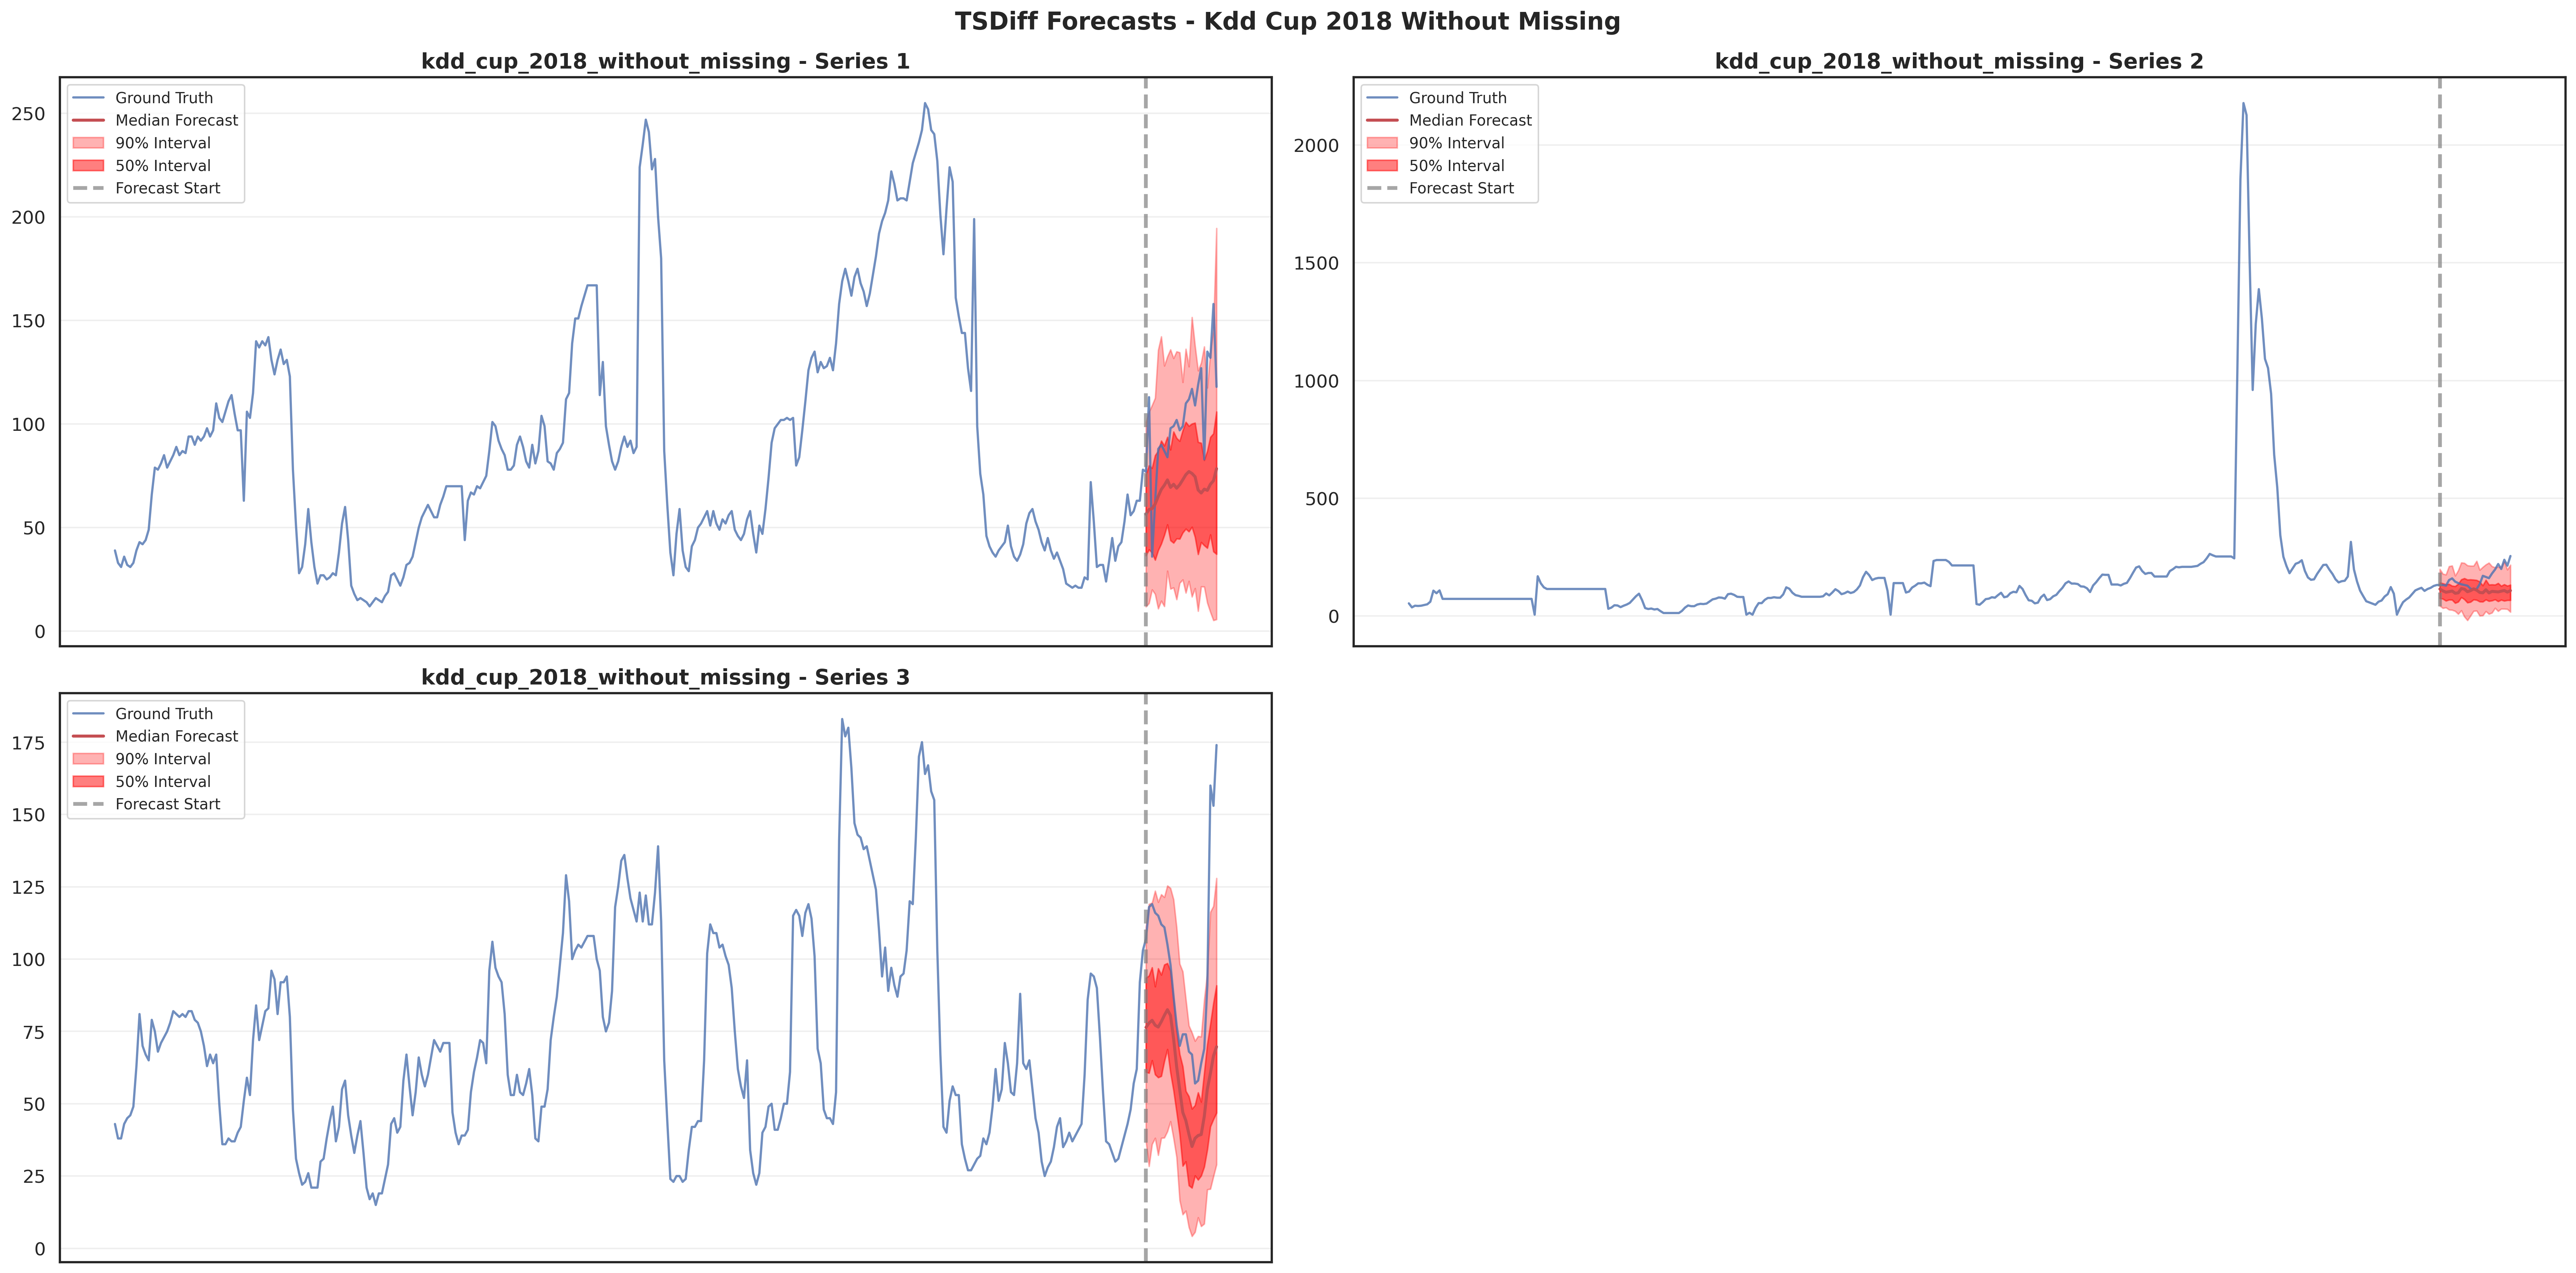 TSDiff Forecasts - Kdd Cup 2018 Without Missing
kdd_cup_2018_without_missing - Series 1
Ground Truth
Median Forecast
90% Interval
50% Interval
Forecast Start
250
200
150
100
50
0
kdd_cup_2018_without_missing - Series 2
Ground Truth
Median Forecast
90% Interval
50% Interval
Forecast Start
2000
1500
1000
500
0
kdd_cup_2018_without_missing - Series 3
Ground Truth
Median Forecast
90% Interval
50% Interval
Forecast Start
175
150
125
100
75
50
25
0